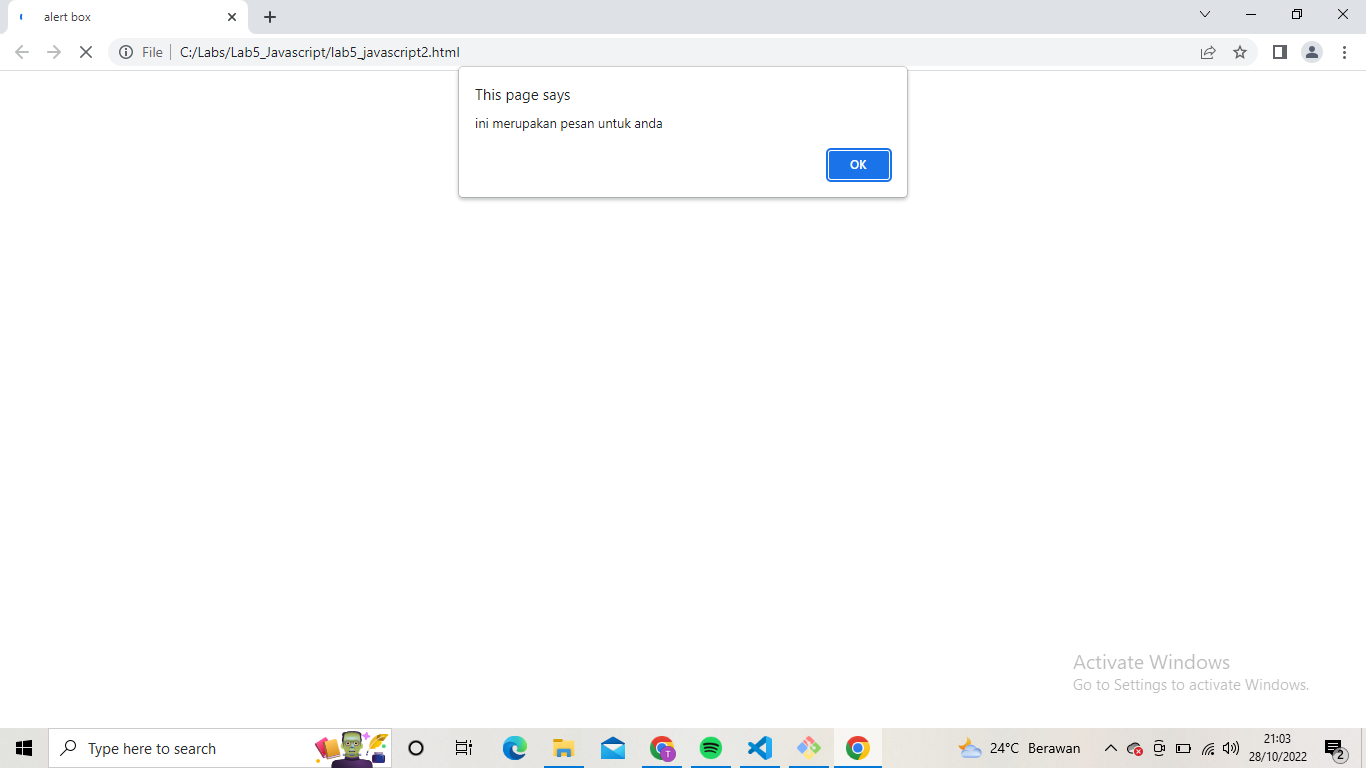 alert box
File
C:/Labs/Lab5_Javascript/lab5_javascript2.html
This page says
ini merupakan pesan untuk anda
OK
Activate Windows
Go to Settings to activate Windows.
Type here to search
T
24°C Berawan
21:03
28/10/2022
2